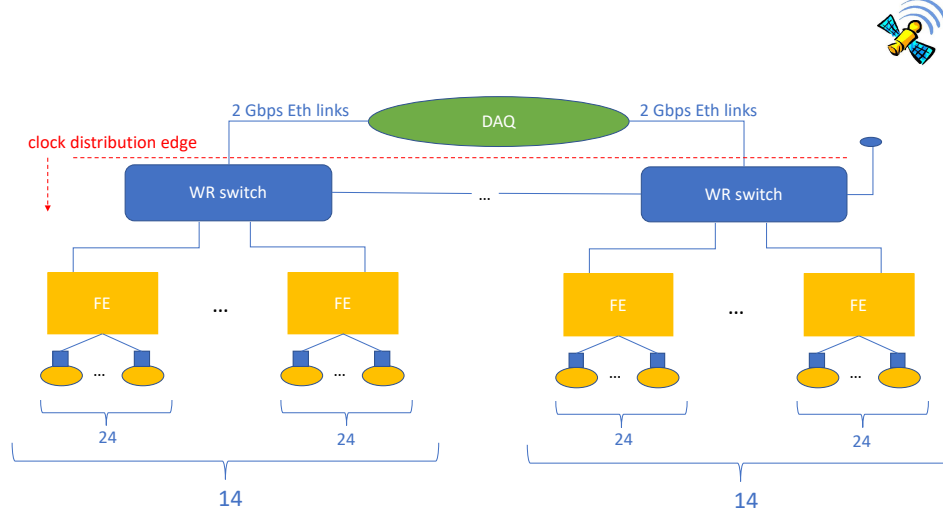 2 Gbps Eth links
DAQ
2 Gbps Eth links
clock distribution edge
WR switch
...
WR switch
FE
...
FE
FE
...
FE
...
...
...
...
24
24
24
24
14
14